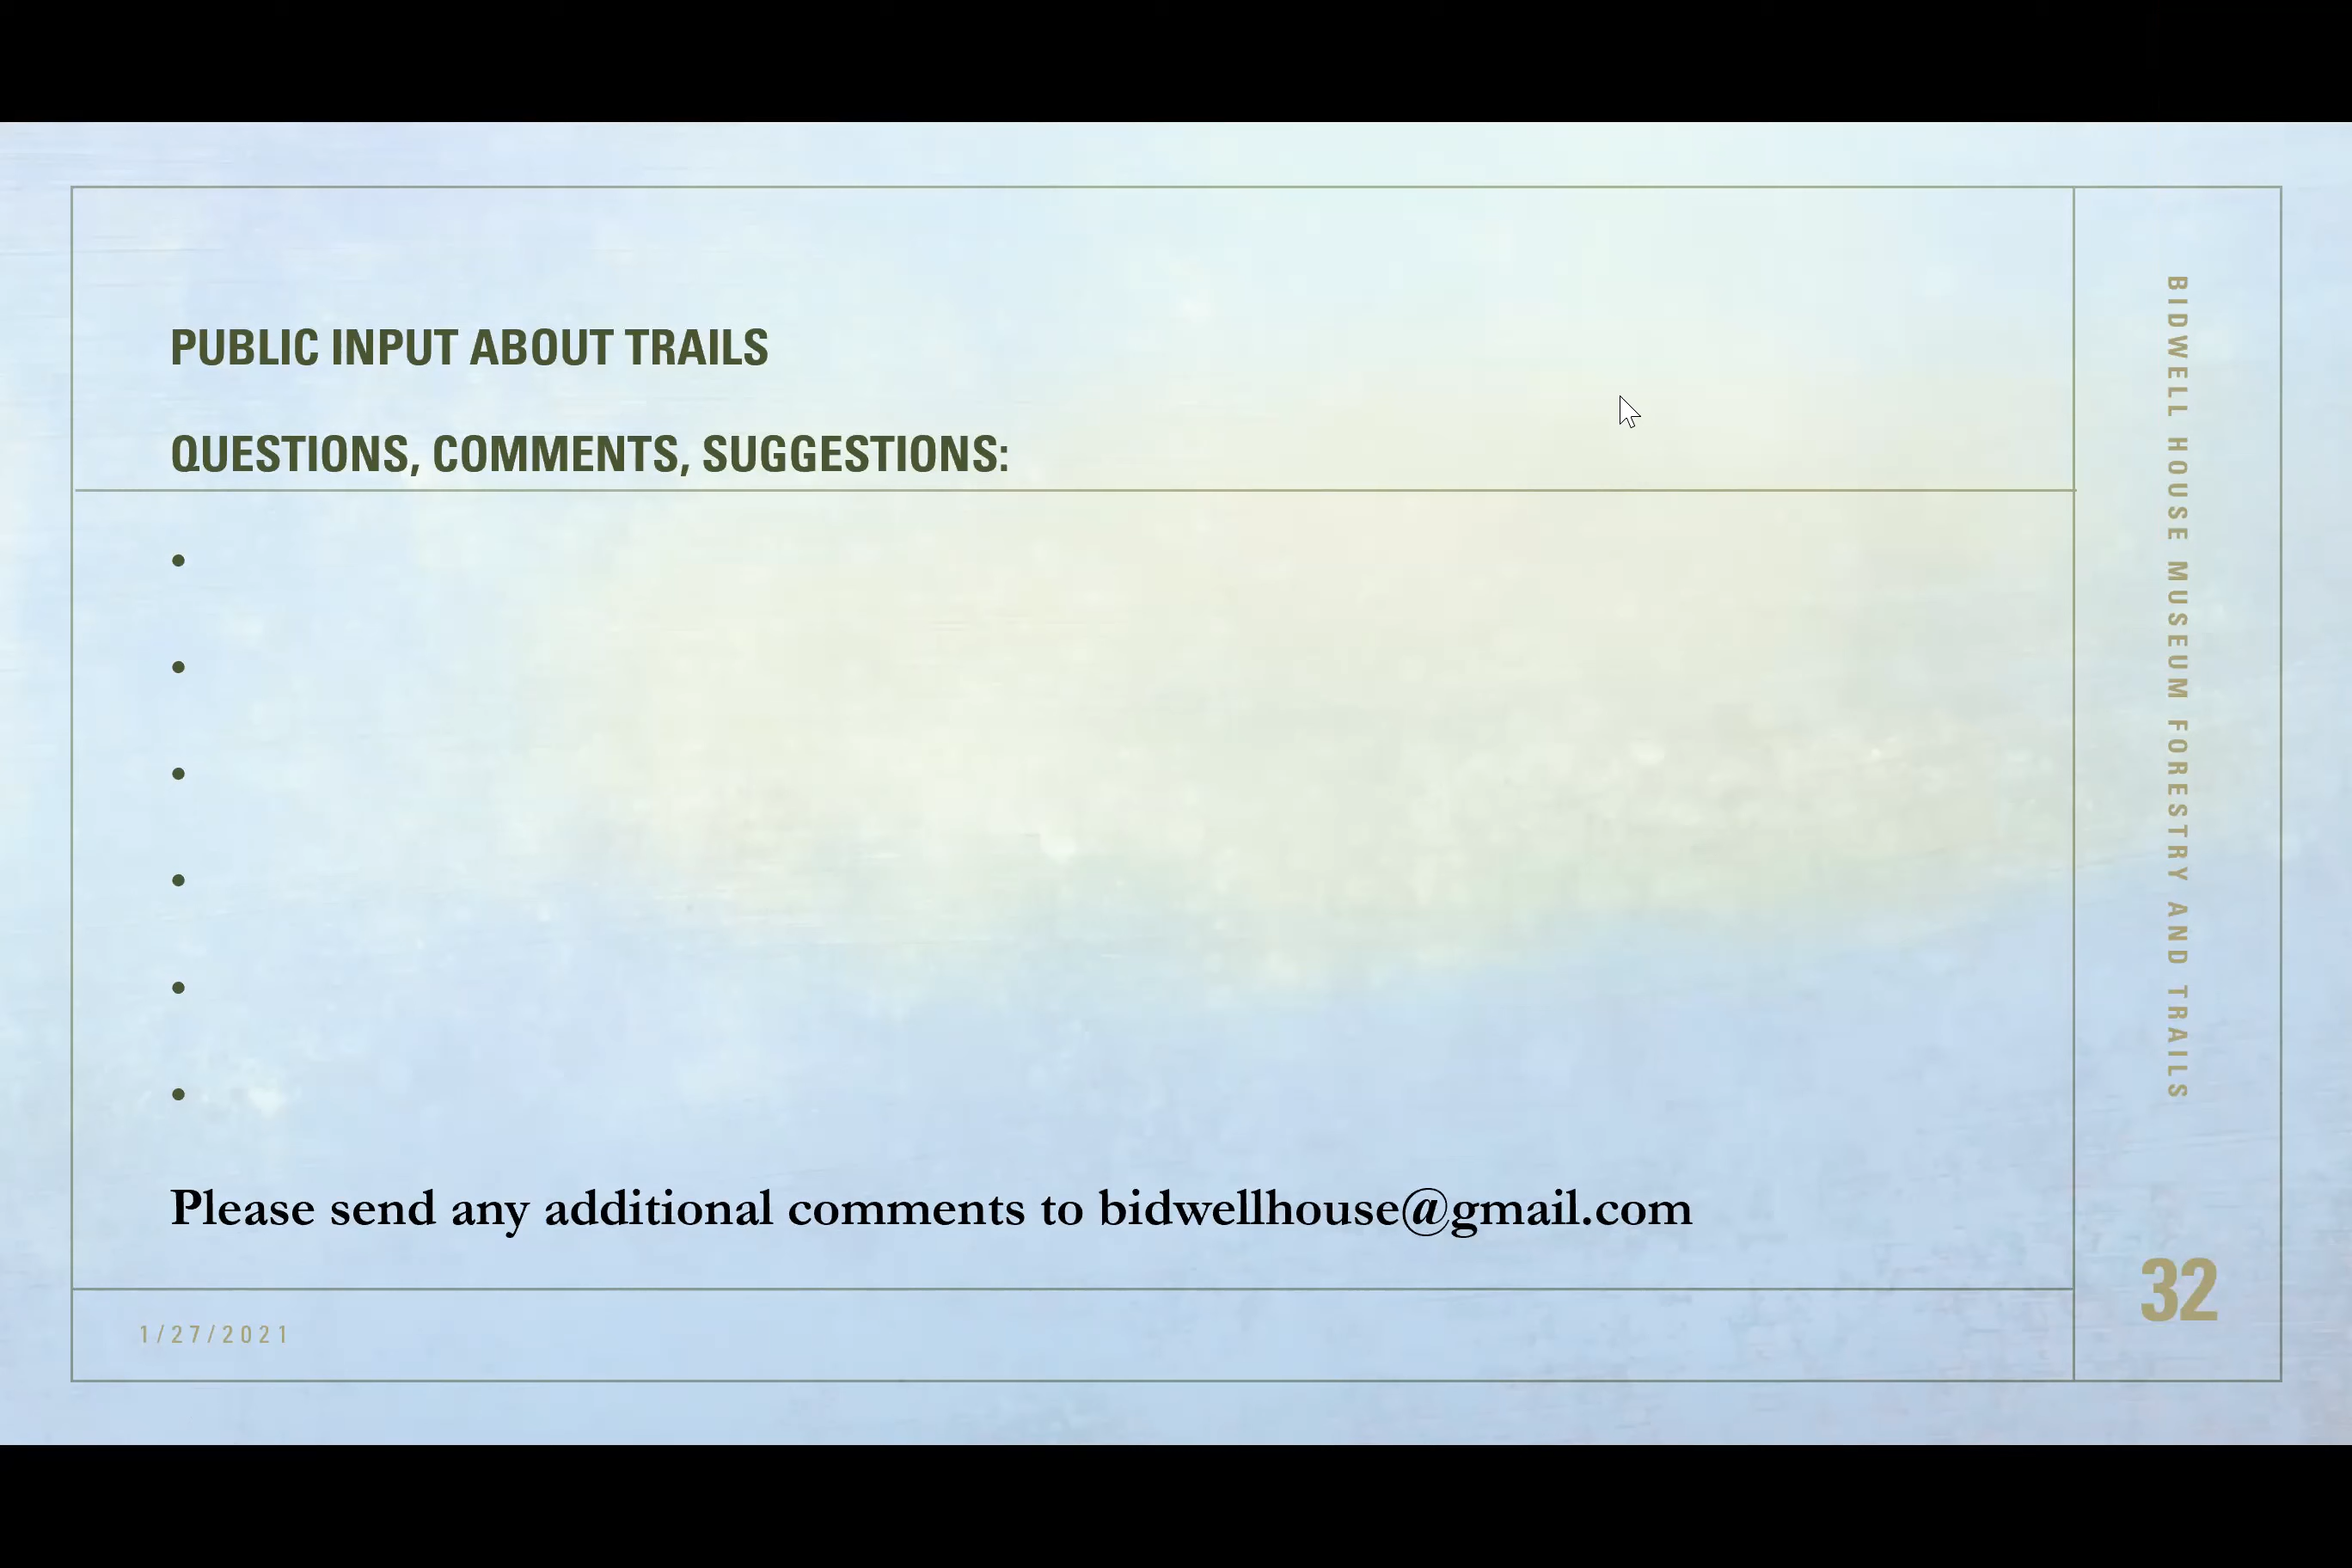 PUBLIC INPUT ABOUT TRAILS
QUESTIONS, COMMENTS, SUGGESTIONS:
•
•
•
•
•
•
Please send any additional comments to bidwellhouse@gmail.com
1/27/2021
BIDWELL HOUSE MUSEUM FORESTRY AND TRAILS
32